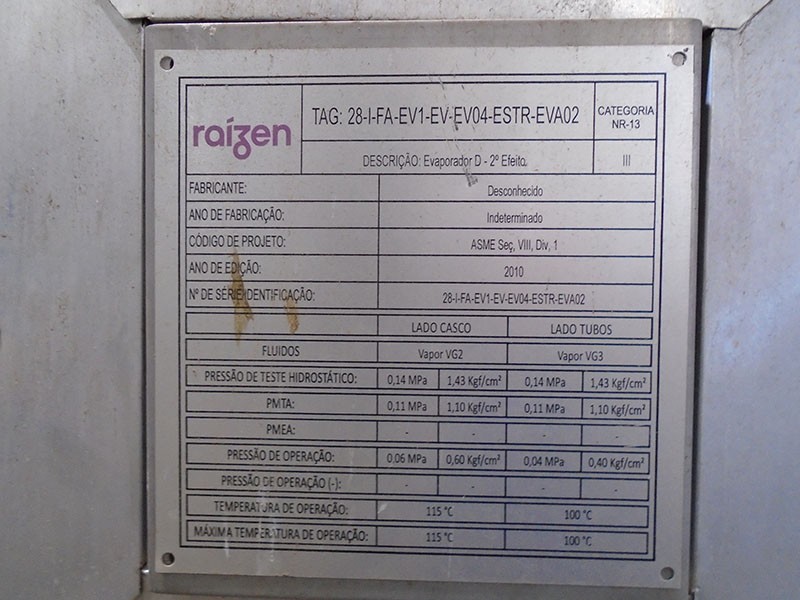 raízen
TAG: 28-I-FA-EV1-EV-EV04-ESTR-EVA02
CATEGORIA
NR-13
DESCRIÇÃO: Evaporador D - 2º Efeito
III
FABRICANTE: Desconhecido
ANO DE FABRICAÇÃO: Indeterminado
CÓDIGO DE PROJETO: ASME Seç, VIII, Div, 1
ANO DE EDIÇÃO: 2010
Nº DE SÉRIE/IDENTIFICAÇÃO: 28-I-FA-EV1-EV-EV04-ESTR-EVA02
LADO CASCO LADO TUBOS
FLUIDOS Vapor VG2 Vapor VG3
PRESSÃO DE TESTE HIDROSTÁTICO: 0,14 MPa 1,43 Kgf/cm² 0,14 MPa 1,43 Kgf/cm²
PMTA: 0,11 MPa 1,10 Kgf/cm² 0,11 MPa 1,10 Kgf/cm²
PMEA: - - - -
PRESSÃO DE OPERAÇÃO: 0,06 MPa 0,60 Kgf/cm² 0,04 MPa 0,40 Kgf/cm²
PRESSÃO DE OPERAÇÃO (-): - - - -
TEMPERATURA DE OPERAÇÃO: 115 °C 100 °C
MÁXIMA TEMPERATURA DE OPERAÇÃO: 115 °C 100 °C